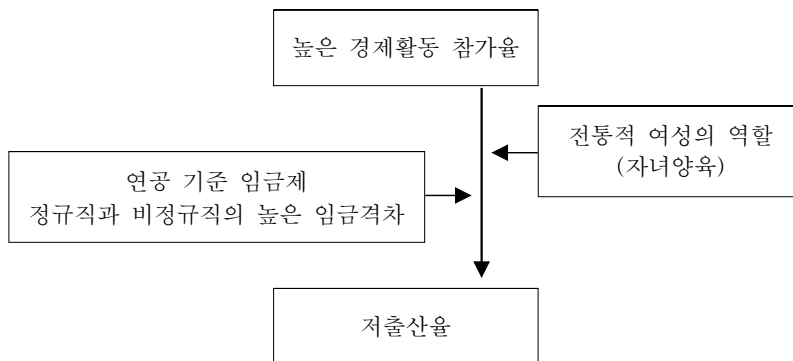 높은 경제활동 참가율
전통적 여성의 역할
(자녀양육)
연공 기준 임금제
정규직과 비정규직의 높은 임금격차
저출산율